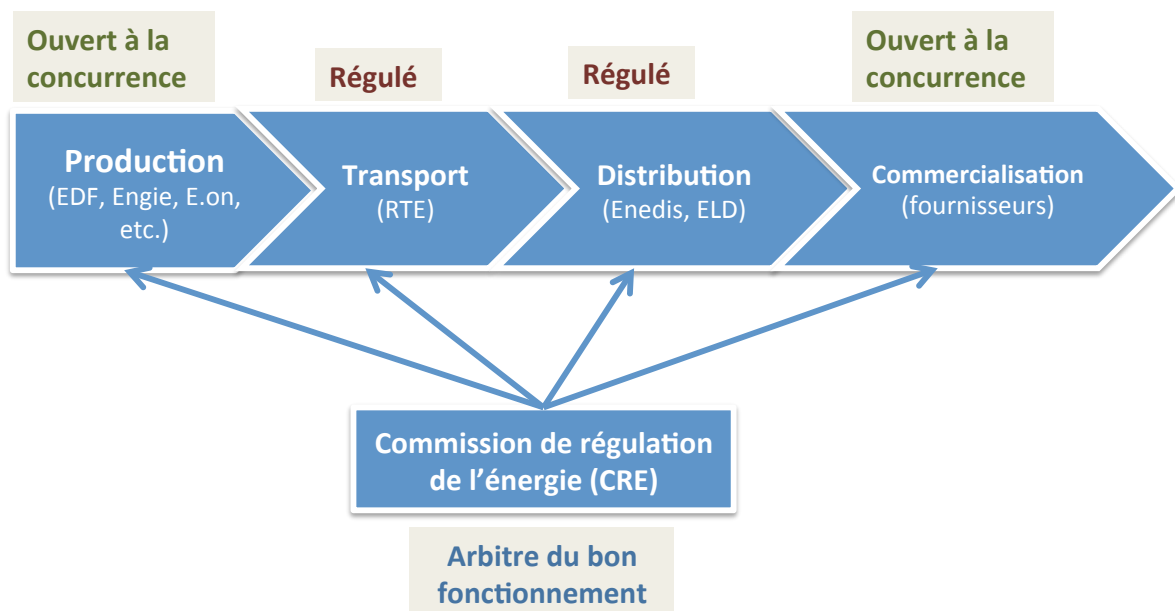 Ouvert à la
concurrence
Régulé
Régulé
Ouvert à la
concurrence
Production
(EDF, Engie, E.on,
etc.)
Transport
(RTE)
Distribution
(Enedis, ELD)
Commercialisation
(fournisseurs)
Commission de régulation
de l’énergie (CRE)
Arbitre du bon
fonctionnement